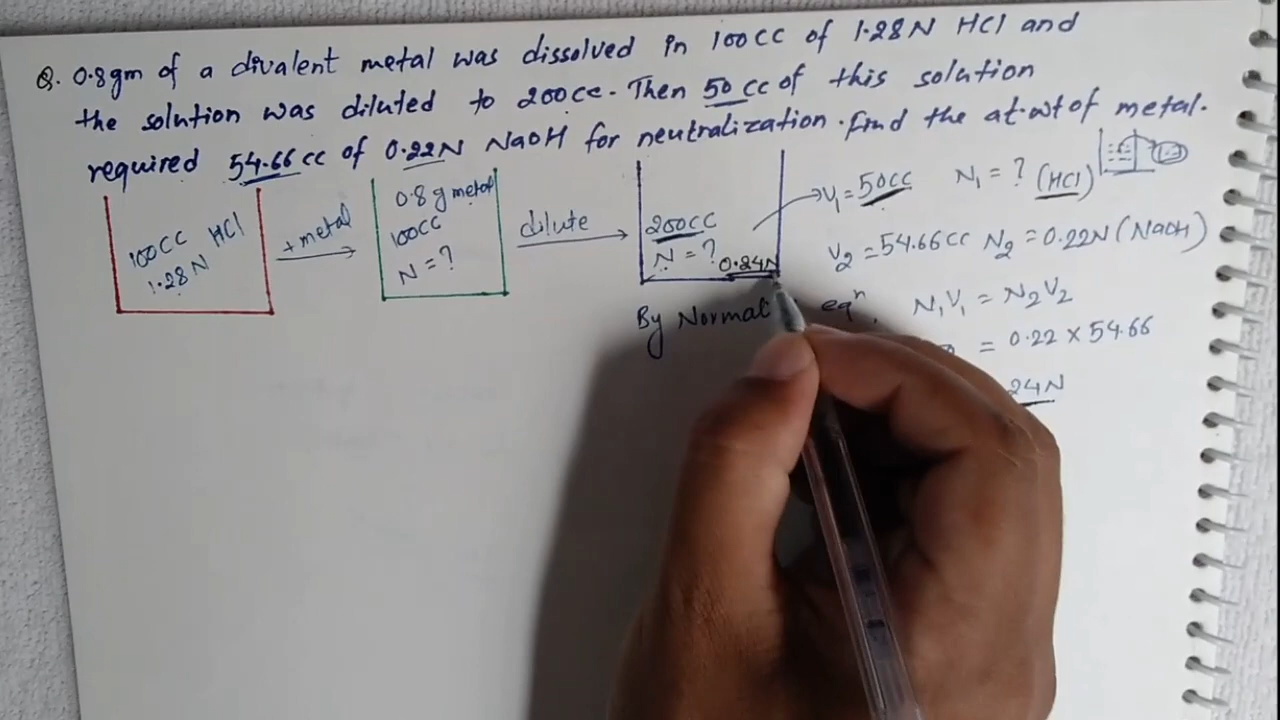 Q. 0.8gm of a divalent metal was dissolved in 100cc of 1.28N HCl and
the solution was diluted to 200cc. Then 50 cc of this solution
required 54.66cc of 0.22N NaOH for neutralization. Find the at.wt of metal.
100cc HCl
1.28N
+metal
0.8g metal
100cc
N = ?
dilute
200cc
N = ? 0.24N
V₁ = 50cc N₁ = ? (HCl)
V₂ = 54.66cc N₂ = 0.22N (NaOH)
By Normal eqⁿ, N₁V₁ = N₂V₂
= 0.22 × 54.66
24N